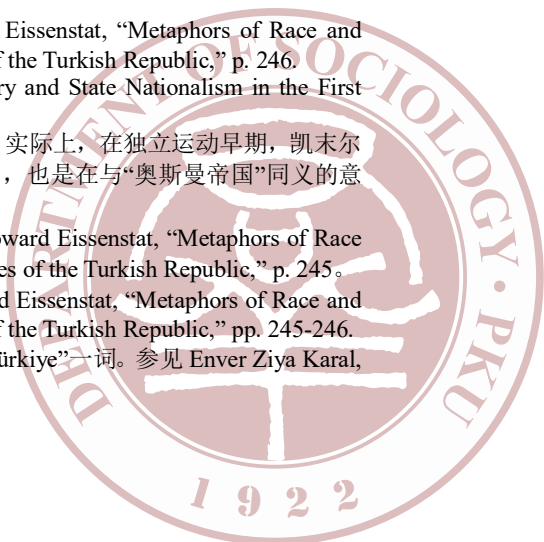 Eissenstat, “Metaphors of Race and
f the Turkish Republic,” p. 246.
ry and State Nationalism in the First
实际上，在独立运动早期，凯末尔
，也是在与“奥斯曼帝国”同义的意
oward Eissenstat, “Metaphors of Race
es of the Turkish Republic,” p. 245。
d Eissenstat, “Metaphors of Race and
f the Turkish Republic,” pp. 245-246.
ürkiye”一词。参见 Enver Ziya Karal,
DEPARTMENT OF SOCIOLOGY • PKU
1922